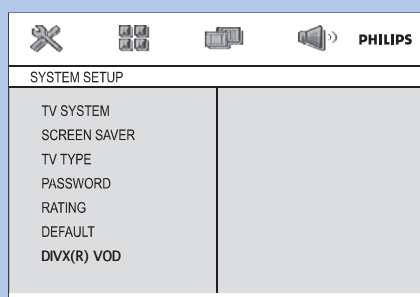 PHILIPS
SYSTEM SETUP
TV SYSTEM
SCREEN SAVER
TV TYPE
PASSWORD
RATING
DEFAULT
DIVX(R) VOD